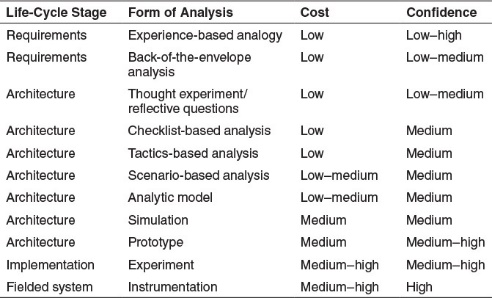 Life-Cycle Stage Form of Analysis Cost Confidence
Requirements Experience-based analogy Low Low–high
Requirements Back-of-the-envelope Low Low–medium
analysis
Architecture Thought experiment/ Low Low–medium
reflective questions
Architecture Checklist-based analysis Low Medium
Architecture Tactics-based analysis Low Medium
Architecture Scenario-based analysis Low–medium Medium
Architecture Analytic model Low–medium Medium
Architecture Simulation Medium Medium
Architecture Prototype Medium Medium–high
Implementation Experiment Medium–high Medium–high
Fielded system Instrumentation Medium–high High